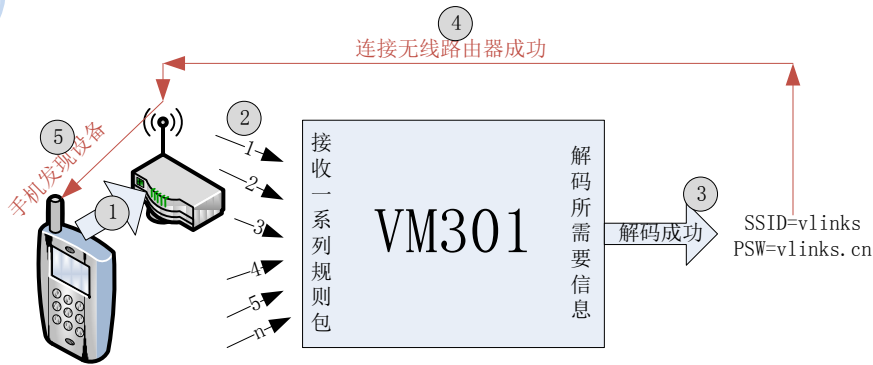 4
连接无线路由器成功
5
手机发现设备
1
2
1
2
3
4
5
n
接收一系列规则包
VM301
解码所需要信息
3
解码成功
SSID=vlinks
PSW=vlinks.cn